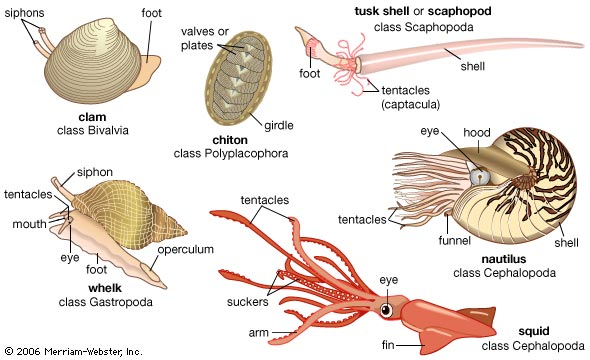 siphons
foot
clam
class Bivalvia
valves or
plates
girdle
chiton
class Polyplacophora
tusk shell or scaphopod
class Scaphopoda
foot
tentacles
(captacula)
shell
siphon
tentacles
mouth
eye
foot
operculum
whelk
class Gastropoda
tentacles
suckers
arm
eye
fin
squid
class Cephalopoda
eye
hood
tentacles
funnel
shell
nautilus
class Cephalopoda
© 2006 Merriam-Webster, Inc.